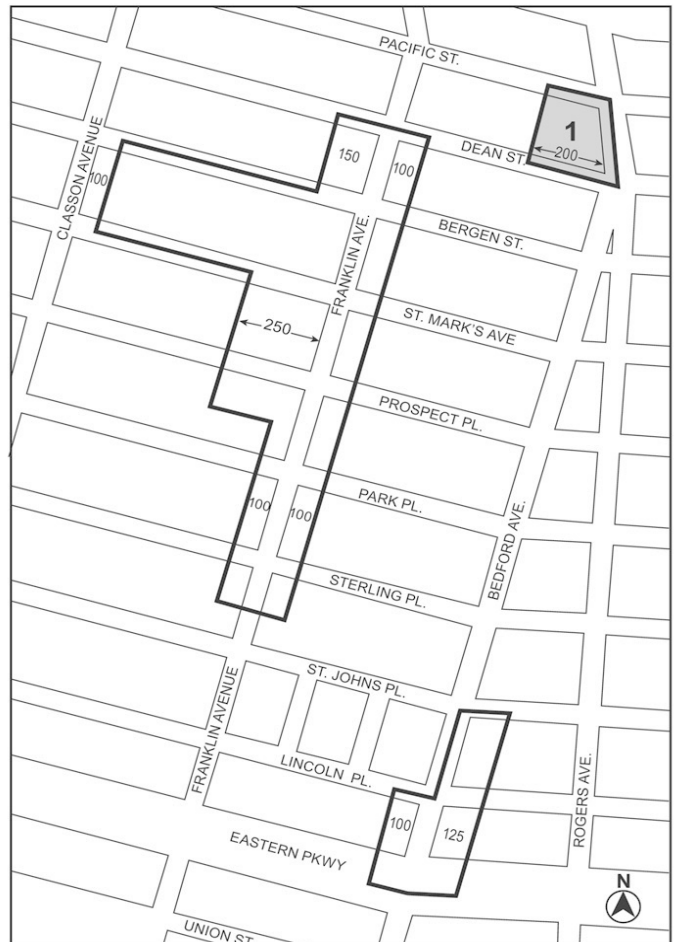 PACIFIC ST.
1
200
DEAN ST.
150
100
100
CLASSON AVENUE
BERGEN ST.
FRANKLIN AVE.
250
ST. MARK'S AVE
PROSPECT PL.
100
100
PARK PL.
BEDFORD AVE.
STERLING PL.
ST. JOHNS PL.
FRANKLIN AVENUE
LINCOLN PL.
100
125
ROGERS AVE.
EASTERN PKWY
N
UNION ST.